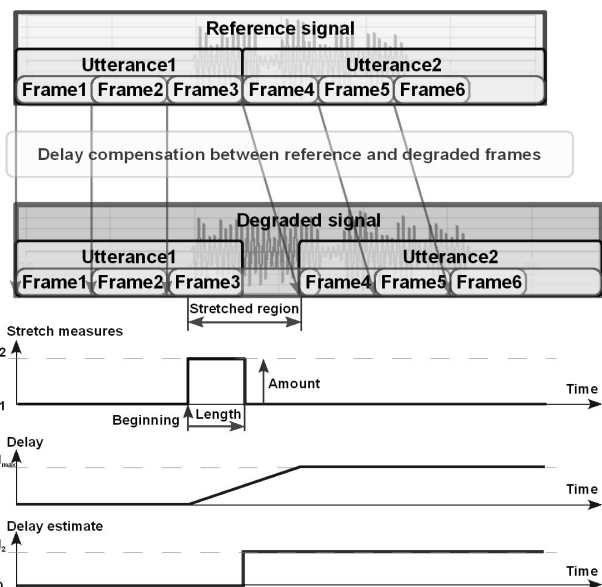 Reference signal
Utterance1 Utterance2
Frame1 Frame2 Frame3 Frame4 Frame5 Frame6
Delay compensation between reference and degraded frames
Degraded signal
Utterance1 Utterance2
Frame1 Frame2 Frame3 Frame4 Frame5 Frame6
Stretched region
Stretch measures
2
Amount
Time
1
Beginning Length
Delay
max
Time
Delay estimate
2
Time